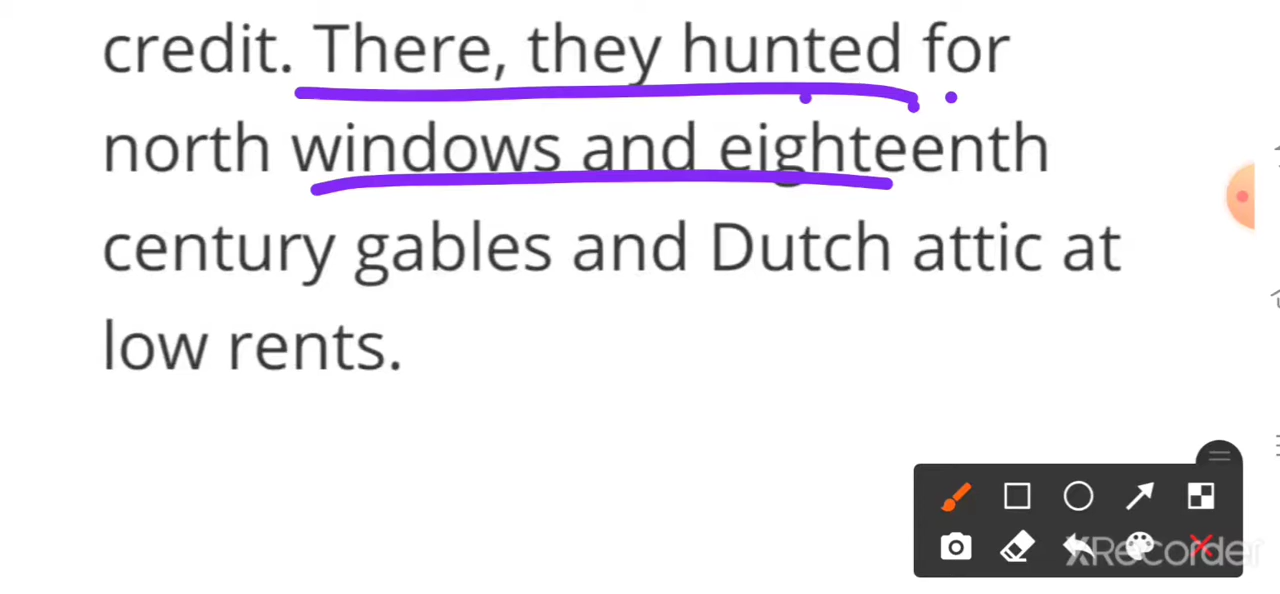 credit. There, they hunted for
north windows and eighteenth
century gables and Dutch attic at
low rents.
XRecorder